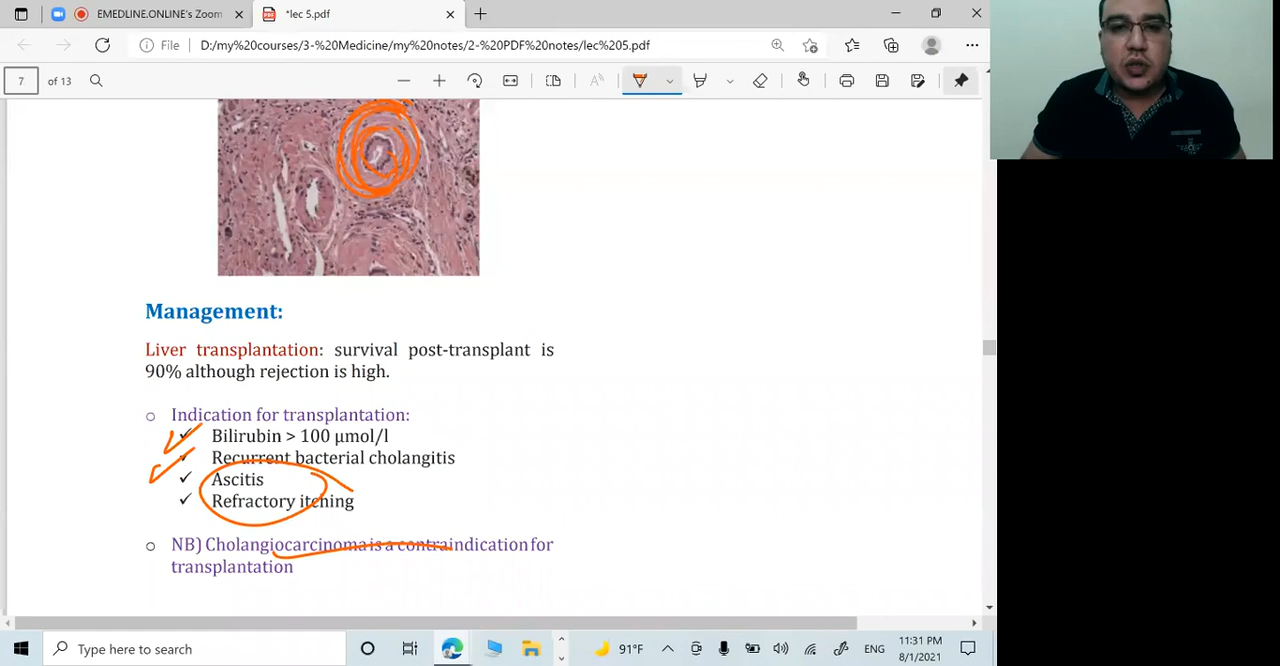 EMEDLINE.ONLINE's Zoom
*lec 5.pdf
File
D:/my%20courses/3-%20Medicine/my%20notes/2-%20PDF%20notes/lec%205.pdf
7 of 13
Management:
Liver transplantation: survival post-transplant is
90% although rejection is high.
Indication for transplantation:
Bilirubin > 100 µmol/l
Recurrent bacterial cholangitis
Ascitis
Refractory itching
NB) Cholangiocarcinoma is a contraindication for
transplantation
Type here to search
91°F
ENG
11:31 PM
8/1/2021